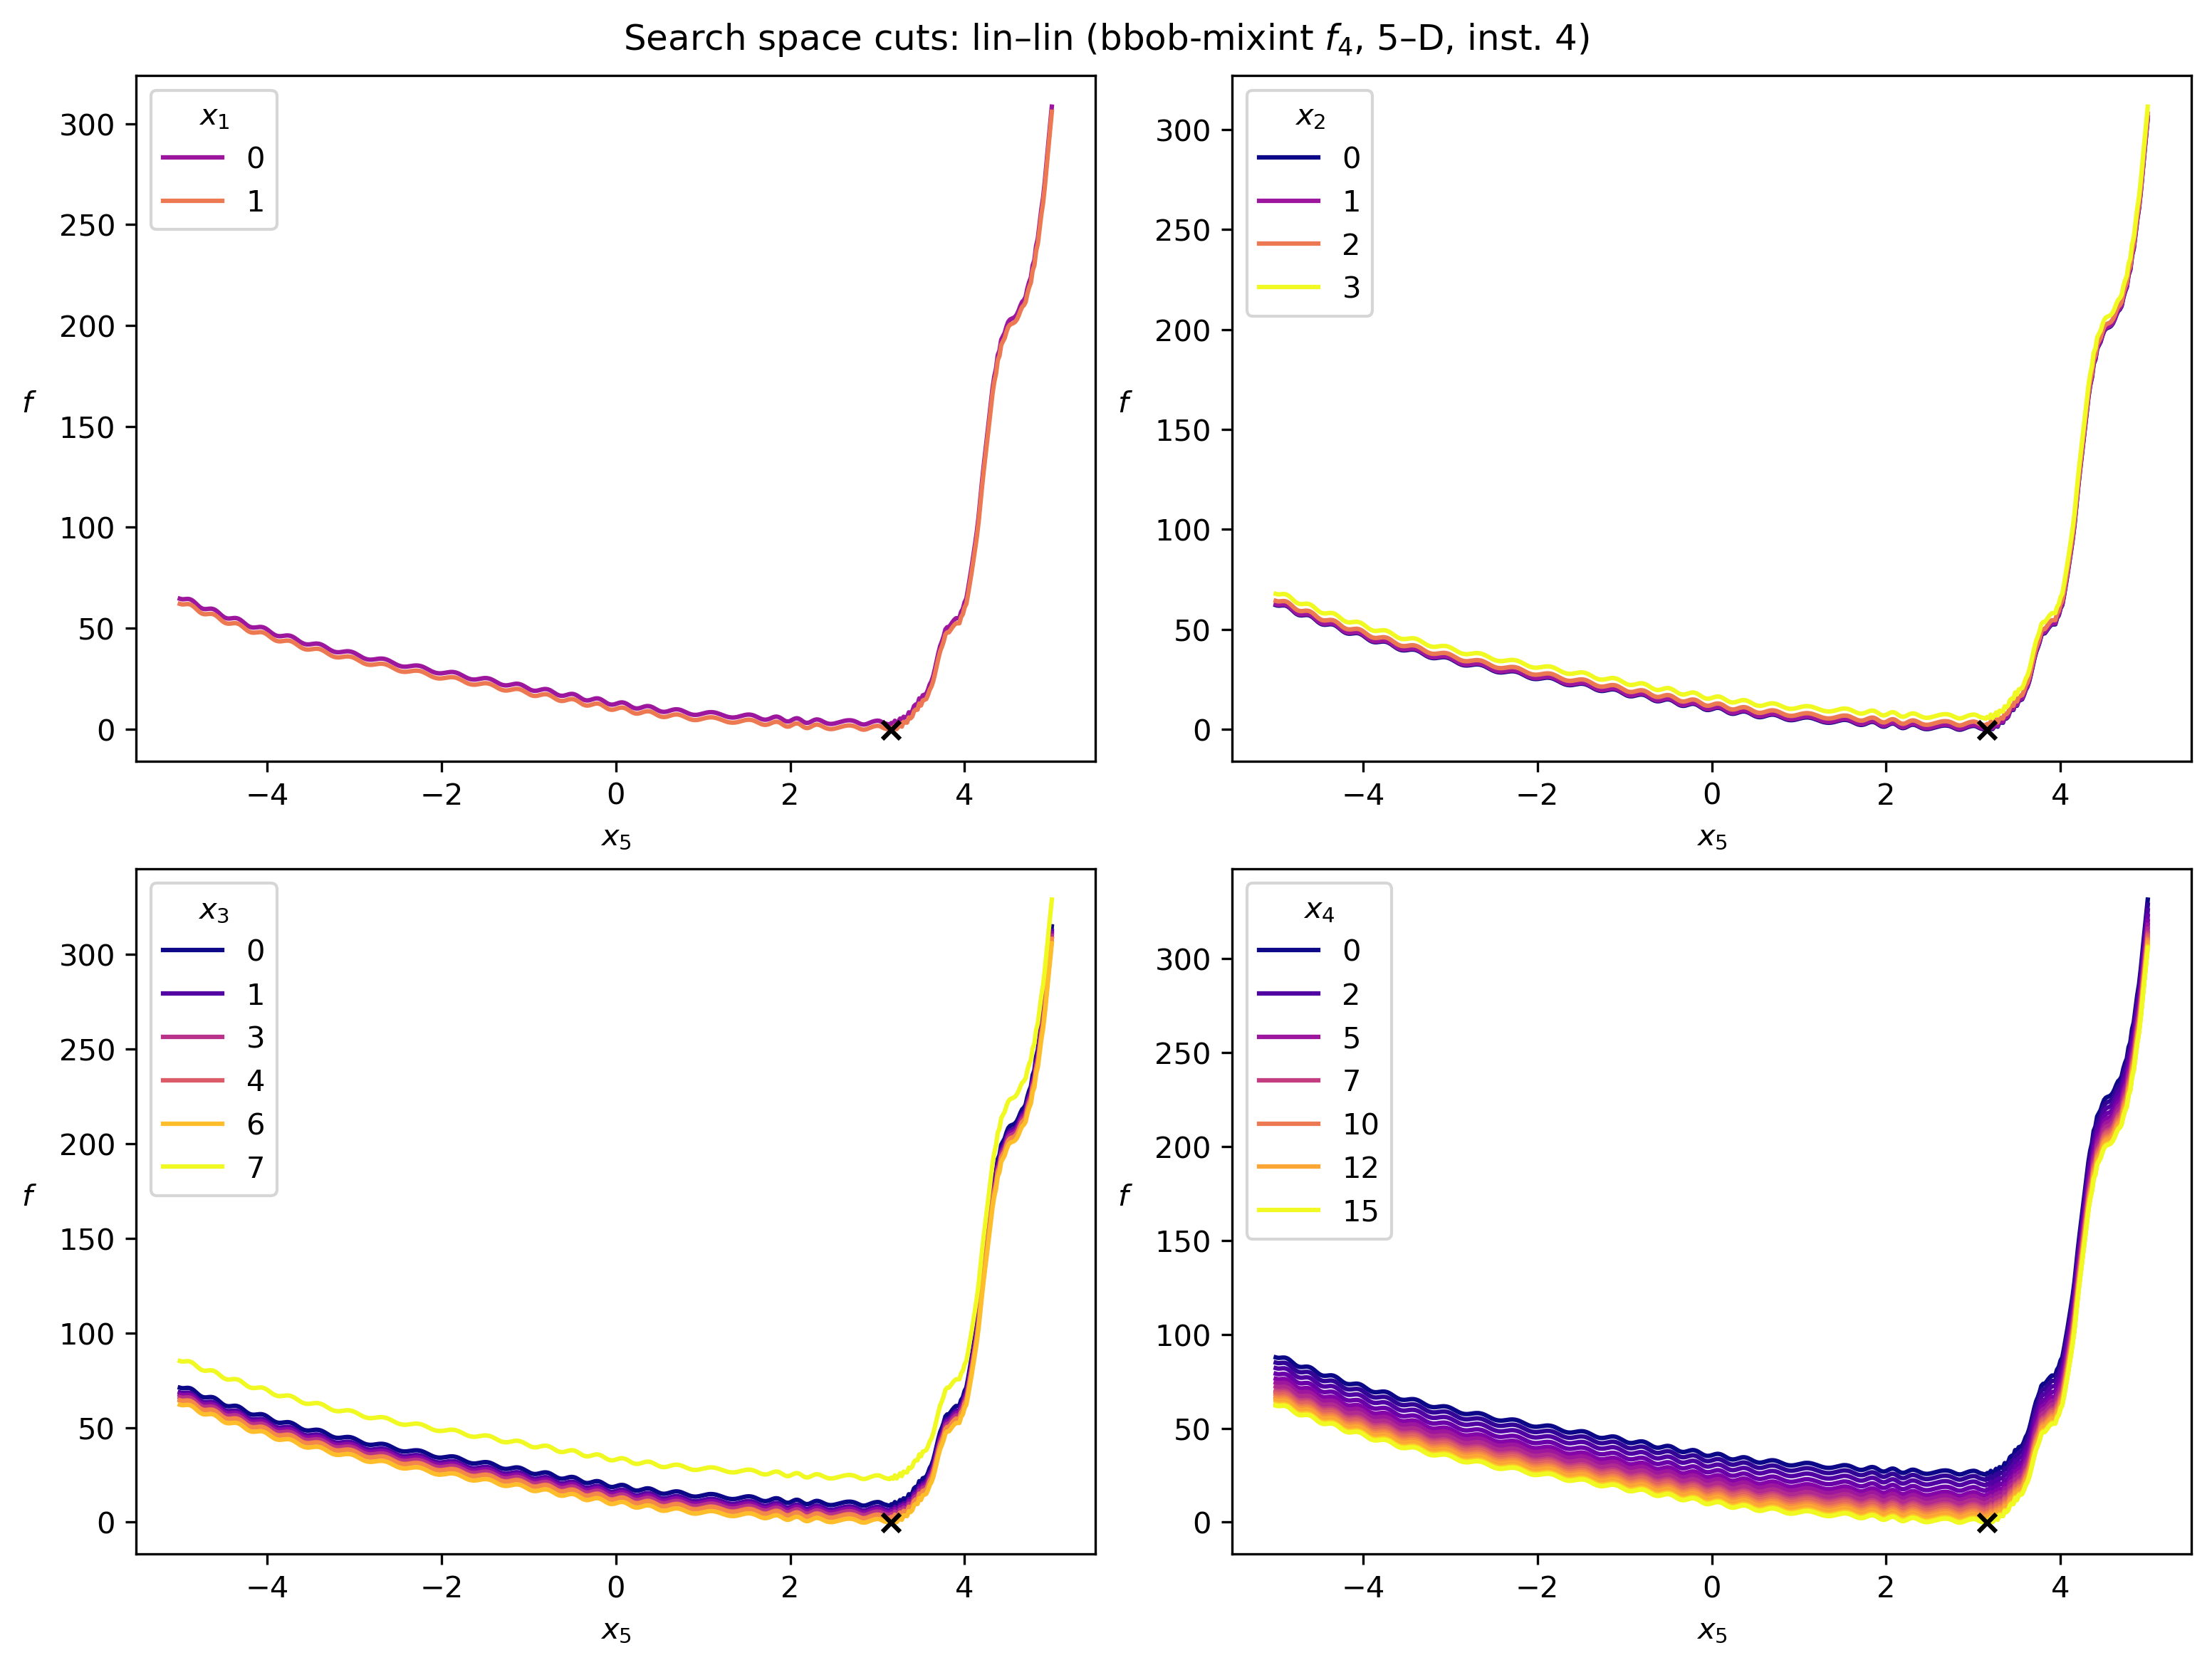 Search space cuts: lin–lin (bbob-mixint f₄, 5–D, inst. 4)
x₁
0
1
f
300
250
200
150
100
50
0
−4 −2 0 2 4
x₅
x₂
0
1
2
3
f
300
250
200
150
100
50
0
−4 −2 0 2 4
x₅
x₃
0
1
3
4
6
7
f
300
250
200
150
100
50
0
−4 −2 0 2 4
x₅
x₄
0
2
5
7
10
12
15
f
300
250
200
150
100
50
0
−4 −2 0 2 4
x₅